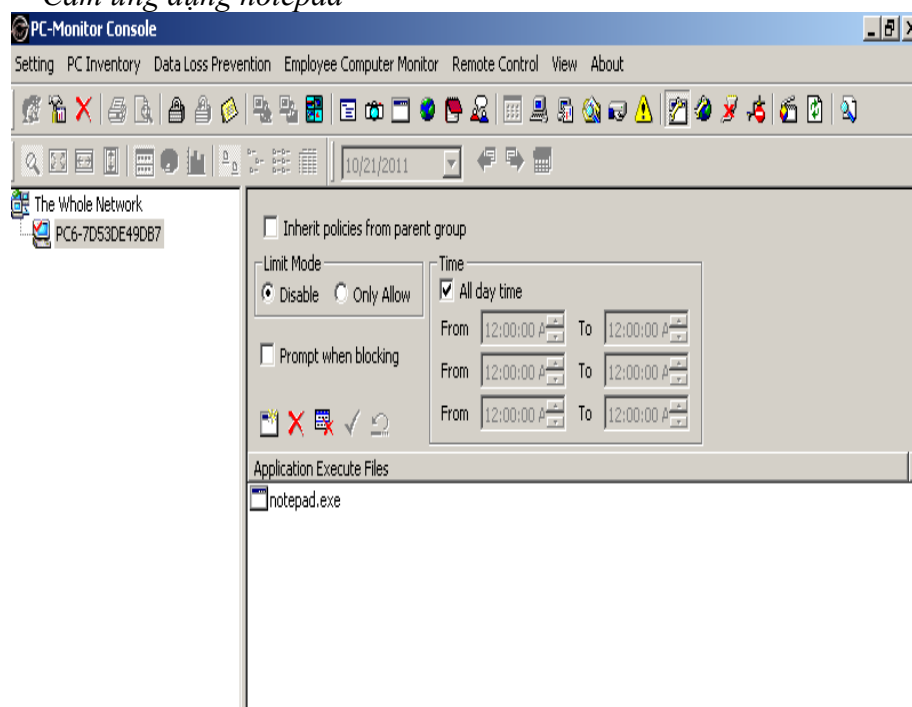 Cấm ứng dụng notepad
PC-Monitor Console
Setting PC Inventory Data Loss Prevention Employee Computer Monitor Remote Control View About
10/21/2011
The Whole Network
PC6-7D53DE49DB7
Inherit policies from parent group
Limit Mode
Disable Only Allow
Prompt when blocking
Time
All day time
From 12:00:00 A To 12:00:00 A
From 12:00:00 A To 12:00:00 A
From 12:00:00 A To 12:00:00 A
Application Execute Files
notepad.exe